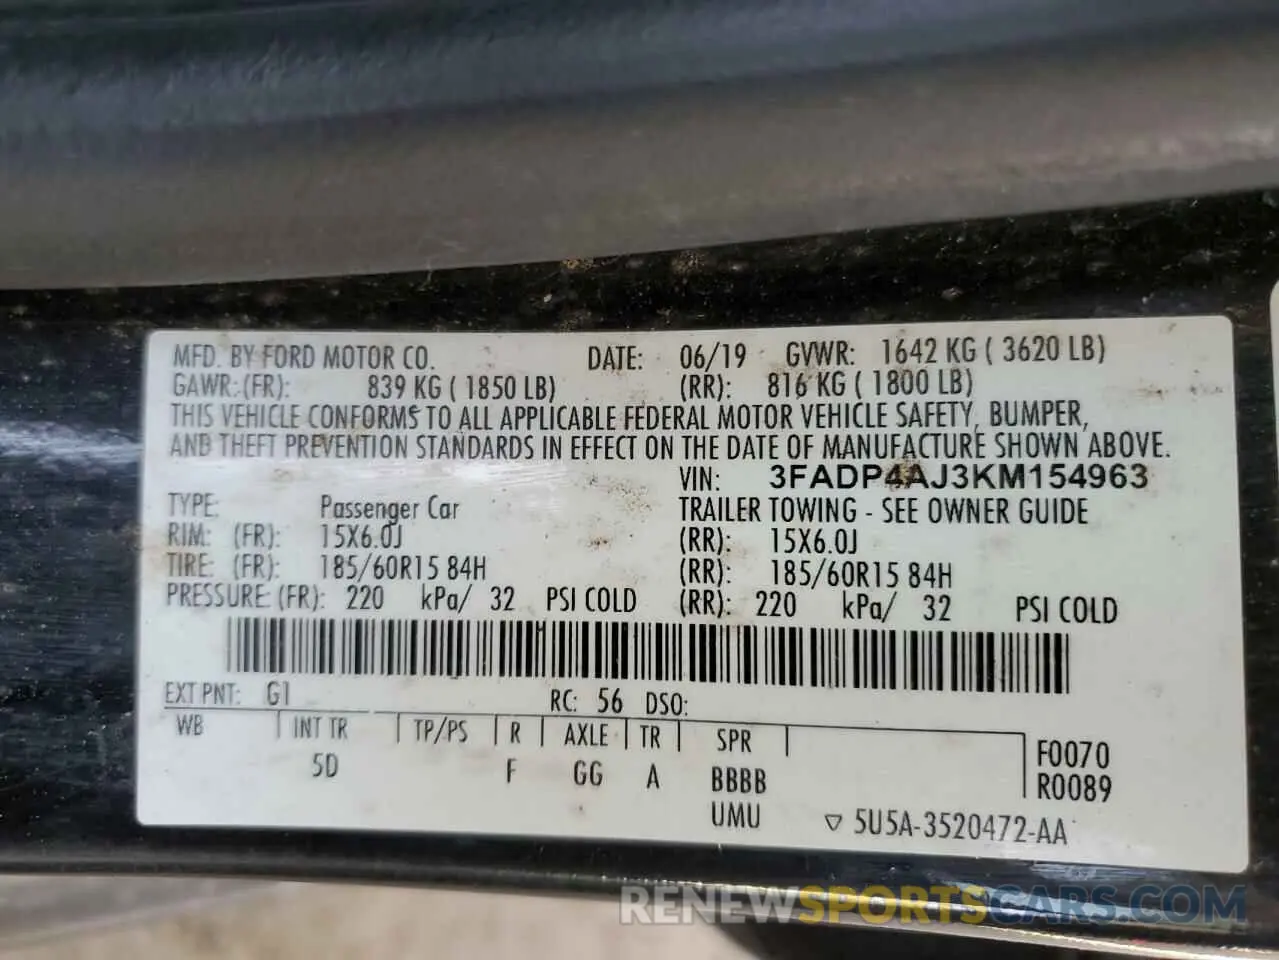 MFD. BY FORD MOTOR CO. DATE: 06/19 GVWR: 1642 KG ( 3620 LB)
GAWR: (FR): 839 KG ( 1850 LB) (RR): 816 KG ( 1800 LB)
THIS VEHICLE CONFORMS TO ALL APPLICABLE FEDERAL MOTOR VEHICLE SAFETY, BUMPER,
AND THEFT PREVENTION STANDARDS IN EFFECT ON THE DATE OF MANUFACTURE SHOWN ABOVE.
VIN: 3FADP4AJ3KM154963
TYPE: Passenger Car TRAILER TOWING - SEE OWNER GUIDE
RIM: (FR): 15X6.0J (RR): 15X6.0J
TIRE: (FR): 185/60R15 84H (RR): 185/60R15 84H
PRESSURE: (FR): 220 kPa/ 32 PSI COLD (RR): 220 kPa/ 32 PSI COLD
EXT PNT: G1 RC: 56 DSO:
WB INT TR TP/PS R AXLE TR SPR F0070
5D F GG A BBBB R0089
UMU ▽ 5U5A-3520472-AA
RENEWSPORTSCARS.COM